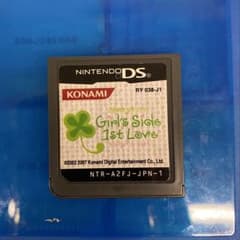 NINTENDO DS
KONAMI
RY 038-J1
Girl's Side
1st Love
©2002 2007 Konami Digital Entertainment Co., Ltd.
NTR-A2FJ-JPN-1